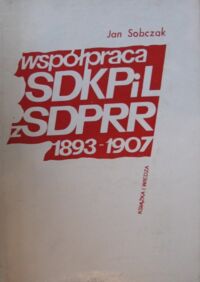 Jan Sobczak
współpraca
SDKPiL
z SDPRR
1893-1907
KSIĄŻKA I WIEDZA